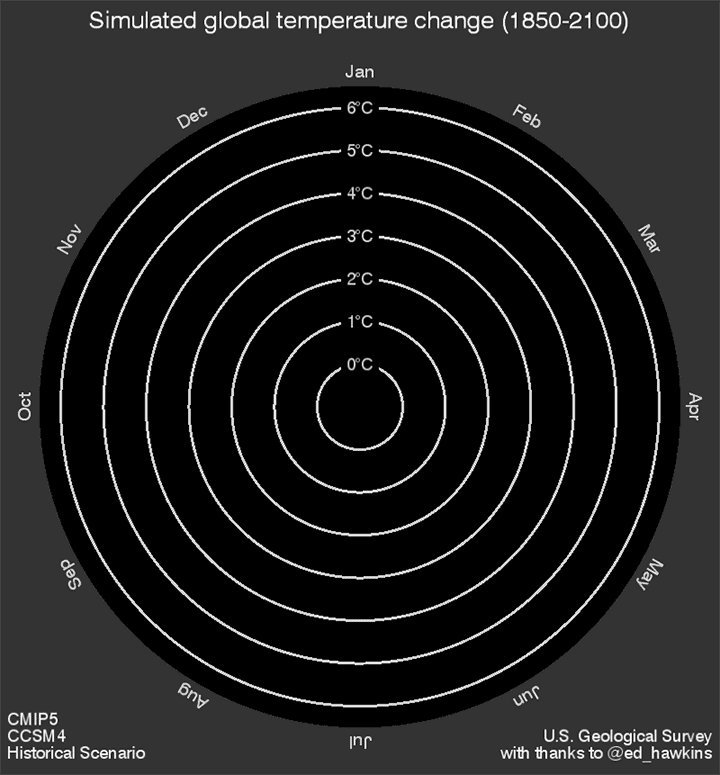 Simulated global temperature change (1850-2100)
Jan
Feb
Mar
Apr
May
Jun
Jul
Aug
Sep
Oct
Nov
Dec
6°C
5°C
4°C
3°C
2°C
1°C
0°C
CMIP5
CCSM4
Historical Scenario
U.S. Geological Survey
with thanks to @ed_hawkins